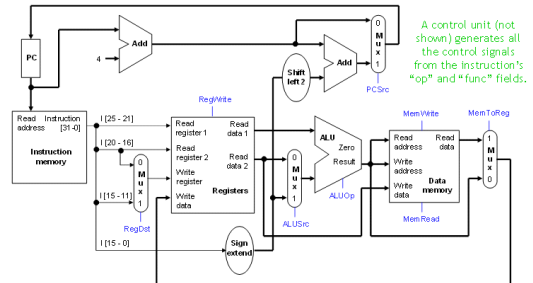 PC
4
Add
Add
Shift
left 2
0
M
u
x
1
PCSrc
A control unit (not
shown) generates all
the control signals
from the instruction's
"op" and "func" fields.
Read
address
Instruction
[31-0]
Instruction
memory
I [25 - 21]
I [20 - 16]
I [15 - 11]
I [15 - 0]
0
M
u
x
1
RegDst
RegWrite
Read
register 1
Read
data 1
Read
register 2
Read
data 2
Write
register
Write
data
Registers
Sign
extend
0
M
u
x
1
ALUSrc
ALU
Zero
Result
ALUOp
MemWrite
Read
address
Read
data
Write
address
Write
data
Data
memory
MemRead
MemToReg
1
M
u
x
0